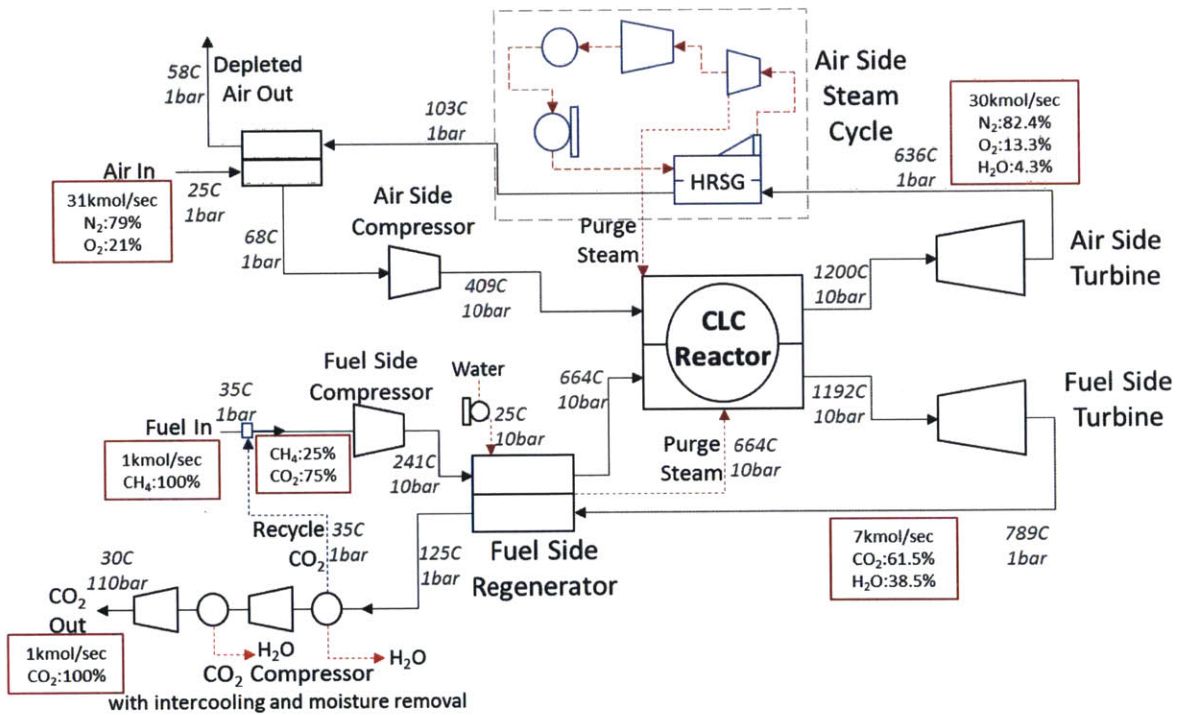 58C
1bar
Depleted
Air Out
103C
1bar
HRSG
Air Side
Steam
Cycle
30kmol/sec
N₂:82.4%
O₂:13.3%
H₂O:4.3%
636C
1bar
Air In
25C
1bar
31kmol/sec
N₂:79%
O₂:21%
68C
1bar
Air Side
Compressor
409C
10bar
Purge
Steam
CLC
Reactor
1200C
10bar
Air Side
Turbine
Fuel Side
Compressor
35C
1bar
Fuel In
1kmol/sec
CH₄:100%
CH₄:25%
CO₂:75%
241C
10bar
Water
25C
10bar
664C
10bar
Purge
Steam
664C
10bar
1192C
10bar
Fuel Side
Turbine
789C
1bar
7kmol/sec
CO₂:61.5%
H₂O:38.5%
Fuel Side
Regenerator
125C
1bar
Recycle
CO₂
35C
1bar
30C
110bar
CO₂
Out
1kmol/sec
CO₂:100%
H₂O
H₂O
CO₂ Compressor
with intercooling and moisture removal